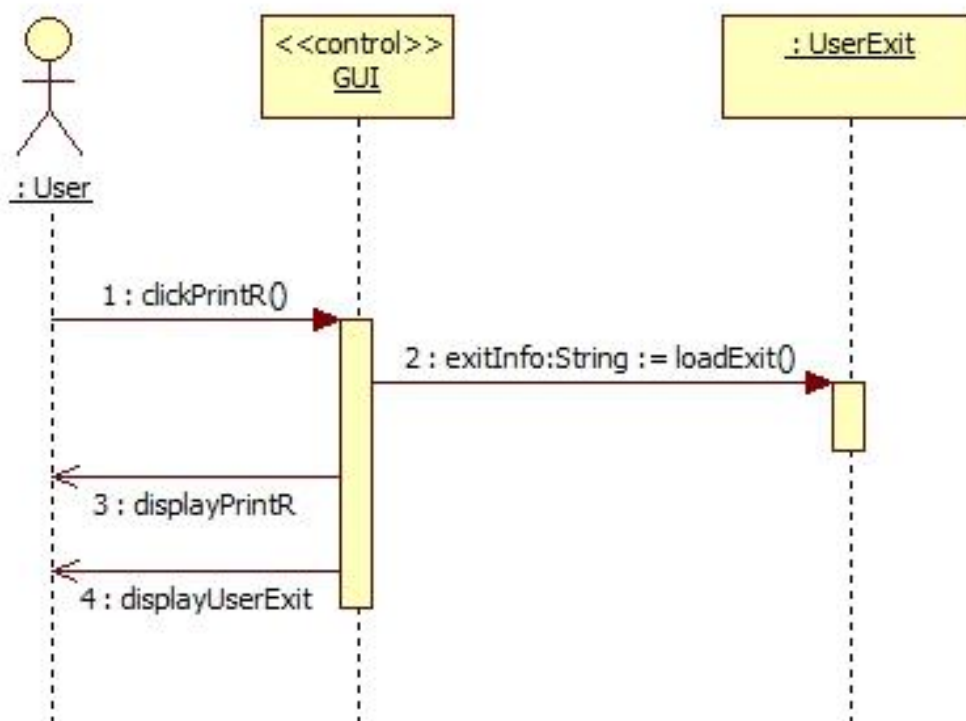 <<control>>
GUI
: UserExit
: User
1 : clickPrintR()
2 : exitInfo:String := loadExit()
3 : displayPrintR
4 : displayUserExit